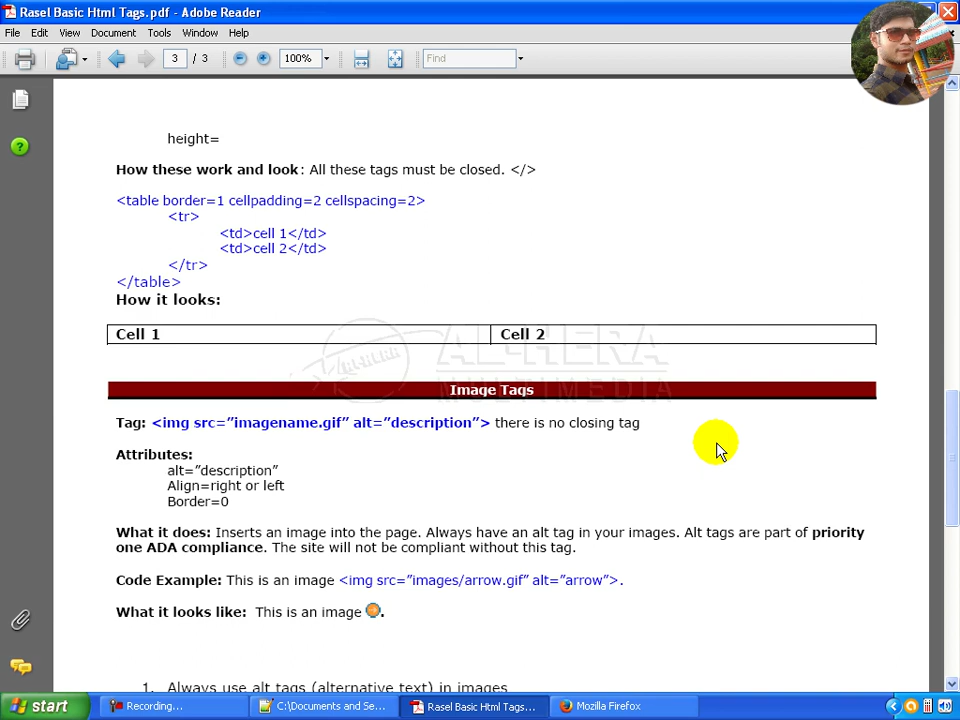 Rasel Basic Html Tags.pdf - Adobe Reader
File Edit View Document Tools Window Help
3 / 3 100% Find
height=
How these work and look: All these tags must be closed. </>
<table border=1 cellpadding=2 cellspacing=2>
<tr>
<td>cell 1</td>
<td>cell 2</td>
</tr>
</table>
How it looks:
Cell 1 Cell 2
AL-HERA
MULTIMEDIA
Image Tags
Tag: <img src=”imagename.gif” alt=”description”> there is no closing tag
Attributes:
alt=”description”
Align=right or left
Border=0
What it does: Inserts an image into the page. Always have an alt tag in your images. Alt tags are part of priority
one ADA compliance. The site will not be compliant without this tag.
Code Example: This is an image <img src=”images/arrow.gif” alt=”arrow”>.
What it looks like: This is an image .
1. Always use alt tags (alternative text) in images
start Recording... C:\Documents and Se... Rasel Basic Html Tags... Mozilla Firefox